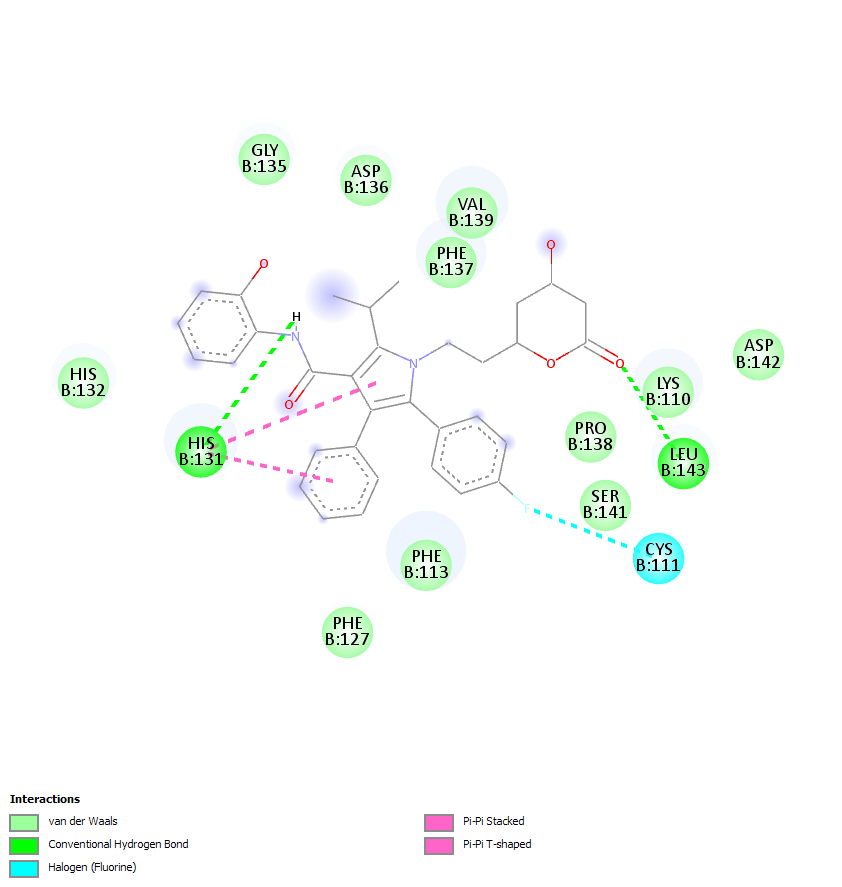 GLY
B:135
ASP
B:136
VAL
B:139
PHE
B:137
O
O
H
N
N
O
O
O
ASP
B:142
HIS
B:132
LYS
B:110
HIS
B:131
PRO
B:138
LEU
B:143
SER
B:141
F
CYS
B:111
PHE
B:113
PHE
B:127
Interactions
van der Waals
Conventional Hydrogen Bond
Halogen (Fluorine)
Pi-Pi Stacked
Pi-Pi T-shaped